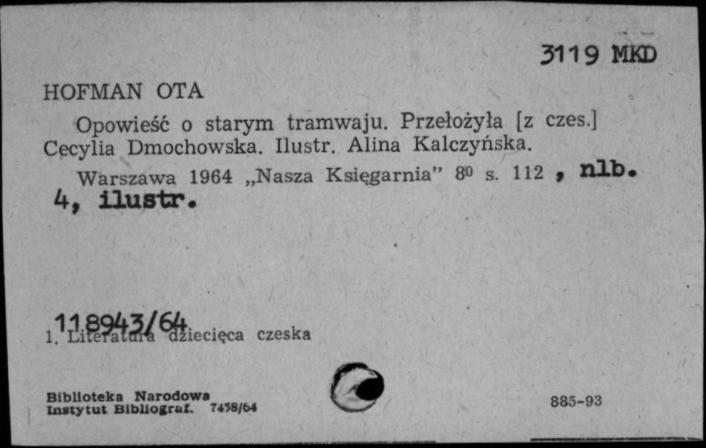 3119 MKD
HOFMAN OTA
Opowieść o starym tramwaju. Przełożyła [z czes.]
Cecylia Dmochowska. Ilustr. Alina Kalczyńska.
Warszawa 1964 „Nasza Księgarnia” 8⁰ s. 112 , nlb.
4, ilustr.
118943/64
1. Literatura dziecięca czeska
Biblioteka Narodowa
Instytut Bibliograf. 7458/64
885-93